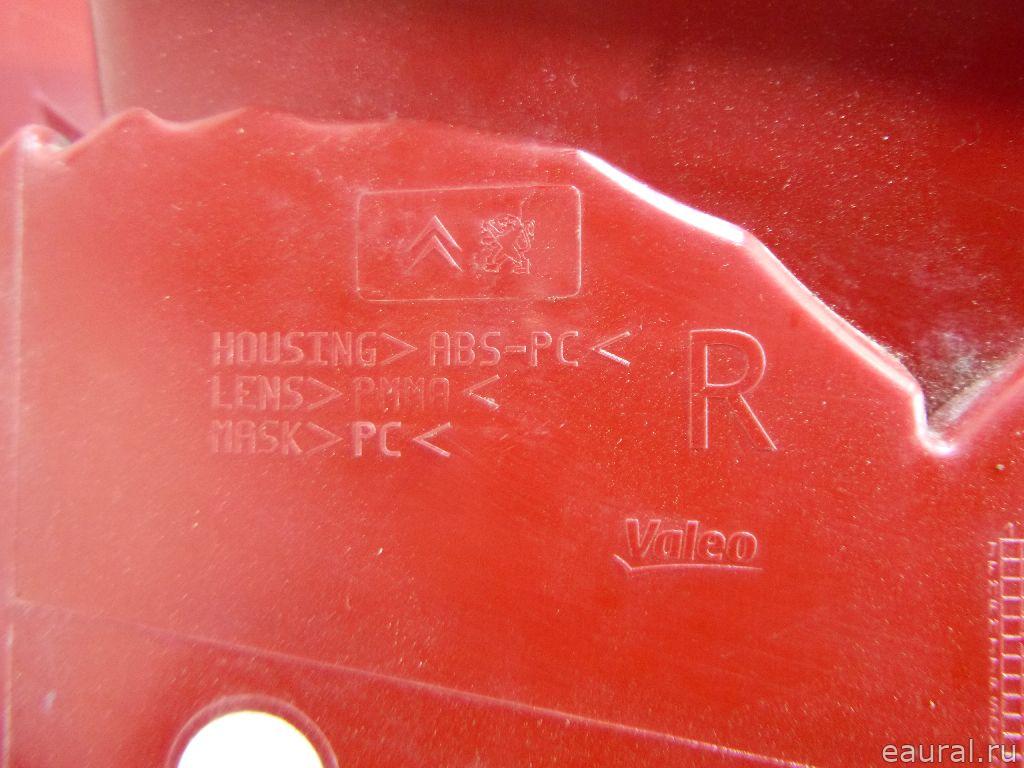 HOUSING>ABS-PC<
LENS>PMMA<
MASK>PC<
R
Valeo
eaural.ru